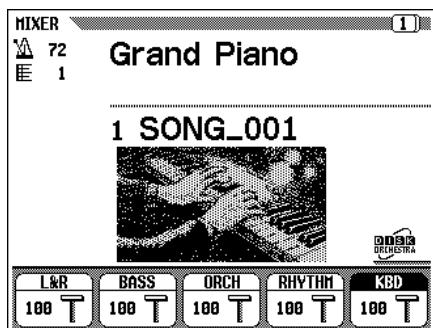 MIXER 1
72
1
Grand Piano
1 SONG_001
DISK
ORCHESTRA
L&R BASS ORCH RHYTHM KBD
100 100 100 100 100